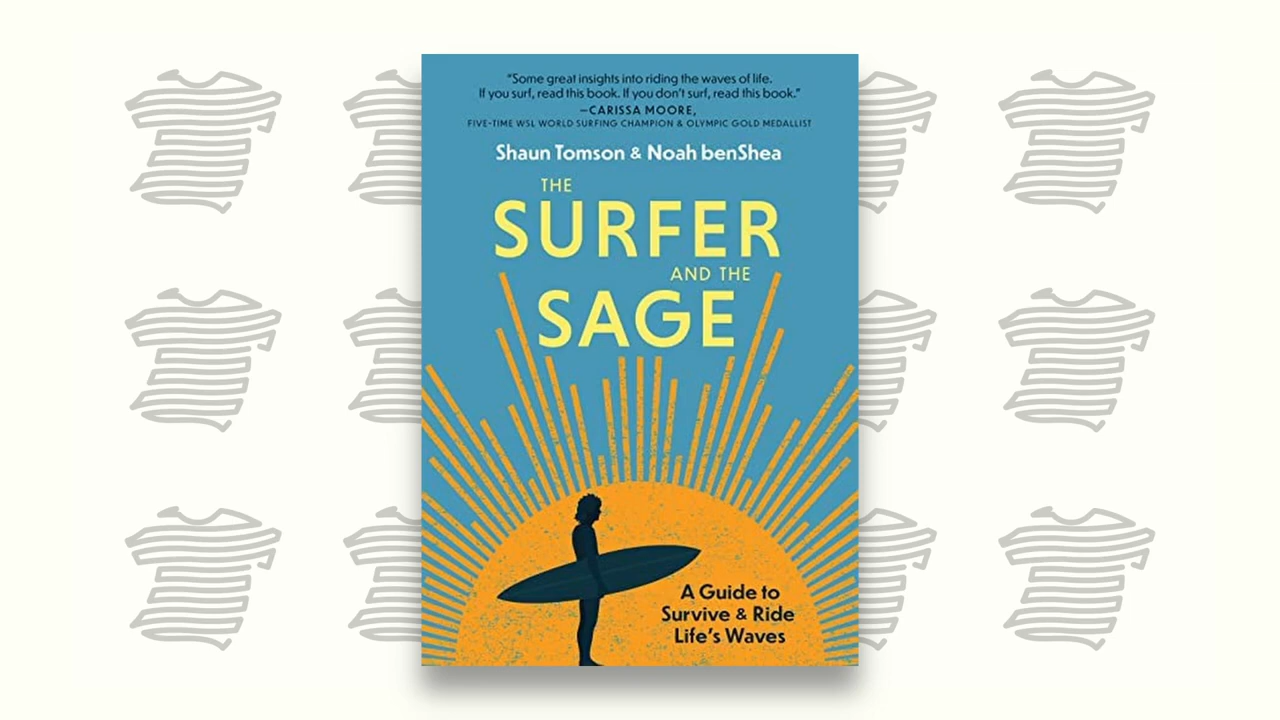 “Some great insights into riding the waves of life.
If you surf, read this book. If you don’t surf, read this book.”
—CARISSA MOORE,
FIVE-TIME WSL WORLD SURFING CHAMPION & OLYMPIC GOLD MEDALLIST
Shaun Tomson & Noah benShea
THE
SURFER
AND THE
SAGE
A Guide to
Survive & Ride
Life’s Waves